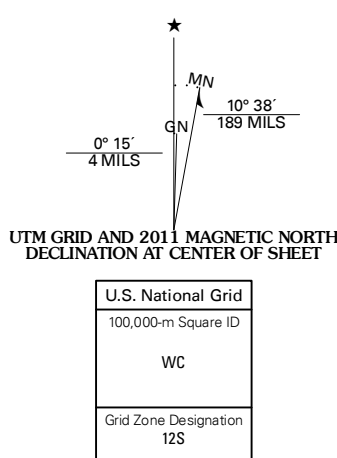 ★
MN
10° 38´
189 MILS
GN
0° 15´
4 MILS
UTM GRID AND 2011 MAGNETIC NORTH
DECLINATION AT CENTER OF SHEET
U.S. National Grid
100,000-m Square ID
WC
Grid Zone Designation
12S